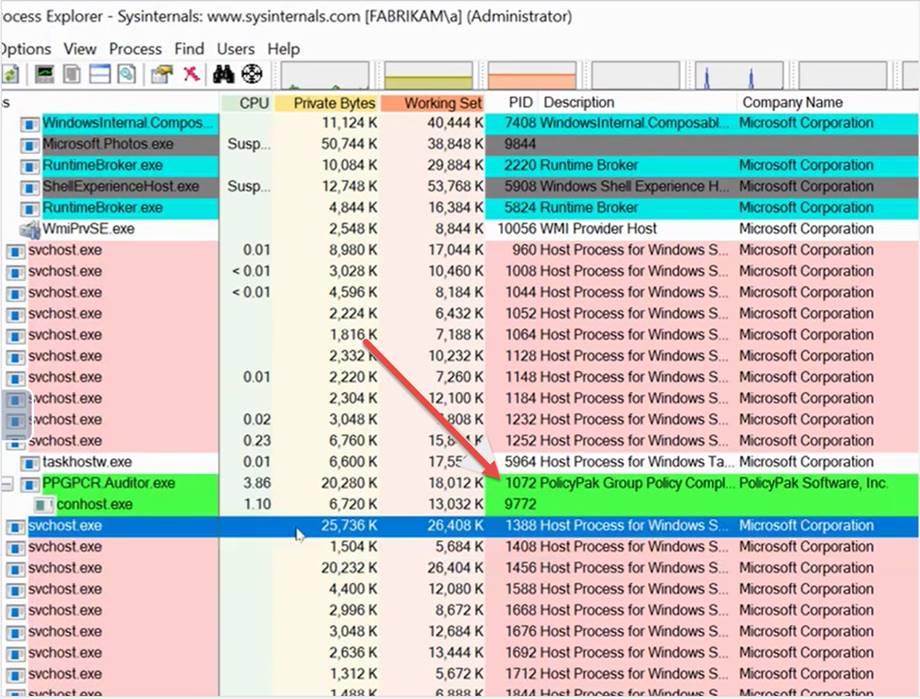 ocess Explorer - Sysinternals: www.sysinternals.com [FABRIKAM\a] (Administrator)
Options View Process Find Users Help
s CPU Private Bytes Working Set PID Description Company Name
WindowsInternal.Compos... 11,124 K 40,444 K 7408 WindowsInternal.Composabl... Microsoft Corporation
Microsoft.Photos.exe Susp... 50,744 K 38,848 K 9844
RuntimeBroker.exe 10,084 K 29,884 K 2220 Runtime Broker Microsoft Corporation
ShellExperienceHost.exe Susp... 12,748 K 53,768 K 5908 Windows Shell Experience H... Microsoft Corporation
RuntimeBroker.exe 4,844 K 16,384 K 5824 Runtime Broker Microsoft Corporation
WmiPrvSE.exe 2,548 K 8,844 K 10056 WMI Provider Host Microsoft Corporation
svchost.exe 0.01 8,980 K 17,044 K 960 Host Process for Windows S... Microsoft Corporation
svchost.exe < 0.01 3,028 K 10,460 K 1008 Host Process for Windows S... Microsoft Corporation
svchost.exe < 0.01 4,596 K 8,184 K 1044 Host Process for Windows S... Microsoft Corporation
svchost.exe 2,224 K 6,432 K 1052 Host Process for Windows S... Microsoft Corporation
svchost.exe 1,816 K 7,188 K 1064 Host Process for Windows S... Microsoft Corporation
svchost.exe 2,332 K 10,232 K 1128 Host Process for Windows S... Microsoft Corporation
svchost.exe 0.01 2,220 K 7,260 K 1148 Host Process for Windows S... Microsoft Corporation
svchost.exe 2,304 K 12,100 K 1184 Host Process for Windows S... Microsoft Corporation
svchost.exe 0.02 3,048 K 1232 Host Process for Windows S... Microsoft Corporation
svchost.exe 0.23 6,760 K 1252 Host Process for Windows S... Microsoft Corporation
taskhostw.exe 0.01 6,600 K 5964 Host Process for Windows Ta... Microsoft Corporation
PPGPCR.Auditor.exe 3.86 20,280 K 18,012 K 1072 PolicyPak Group Policy Compl... PolicyPak Software, Inc.
conhost.exe 1.10 6,720 K 13,032 K 9772
svchost.exe 25,736 K 26,408 K 1388 Host Process for Windows S... Microsoft Corporation
svchost.exe 1,504 K 5,684 K 1408 Host Process for Windows S... Microsoft Corporation
svchost.exe 20,232 K 26,404 K 1456 Host Process for Windows S... Microsoft Corporation
svchost.exe 4,400 K 12,080 K 1588 Host Process for Windows S... Microsoft Corporation
svchost.exe 2,996 K 8,672 K 1668 Host Process for Windows S... Microsoft Corporation
svchost.exe 3,048 K 12,684 K 1676 Host Process for Windows S... Microsoft Corporation
svchost.exe 2,636 K 13,444 K 1692 Host Process for Windows S... Microsoft Corporation
svchost.exe 1,312 K 5,672 K 1712 Host Process for Windows S... Microsoft Corporation
svchost.exe 1,488 K 6,888 K 1844 Host Process for Windows S... Microsoft Corporation